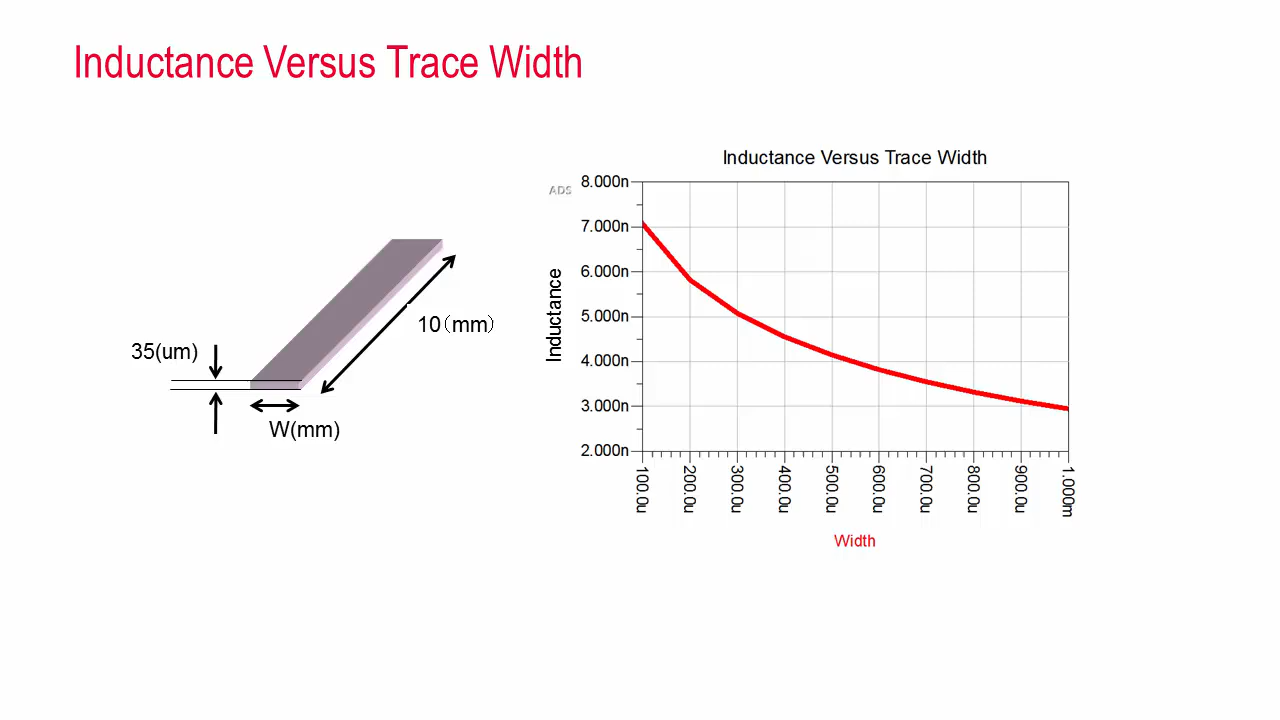 Inductance Versus Trace Width
35(um)
10（mm）
W(mm)
Inductance Versus Trace Width
ADS
8.000n
7.000n
6.000n
5.000n
4.000n
3.000n
2.000n
Inductance
100.0u
200.0u
300.0u
400.0u
500.0u
600.0u
700.0u
800.0u
900.0u
1.000m
Width